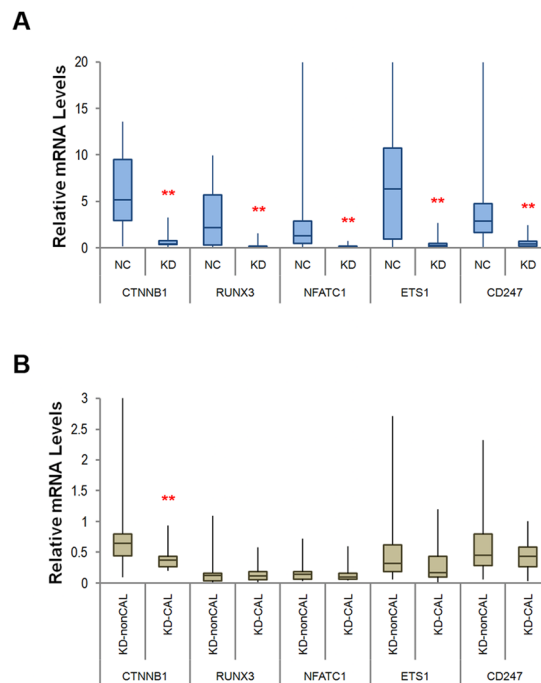 A
Relative mRNA Levels
20
15
10
5
0
** ** ** ** **
NC KD NC KD NC KD NC KD NC KD
CTNNB1 RUNX3 NFATC1 ETS1 CD247
B
Relative mRNA Levels
3
2.5
2
1.5
1
0.5
0
**
KD-nonCAL KD-CAL KD-nonCAL KD-CAL KD-nonCAL KD-CAL KD-nonCAL KD-CAL KD-nonCAL KD-CAL
CTNNB1 RUNX3 NFATC1 ETS1 CD247